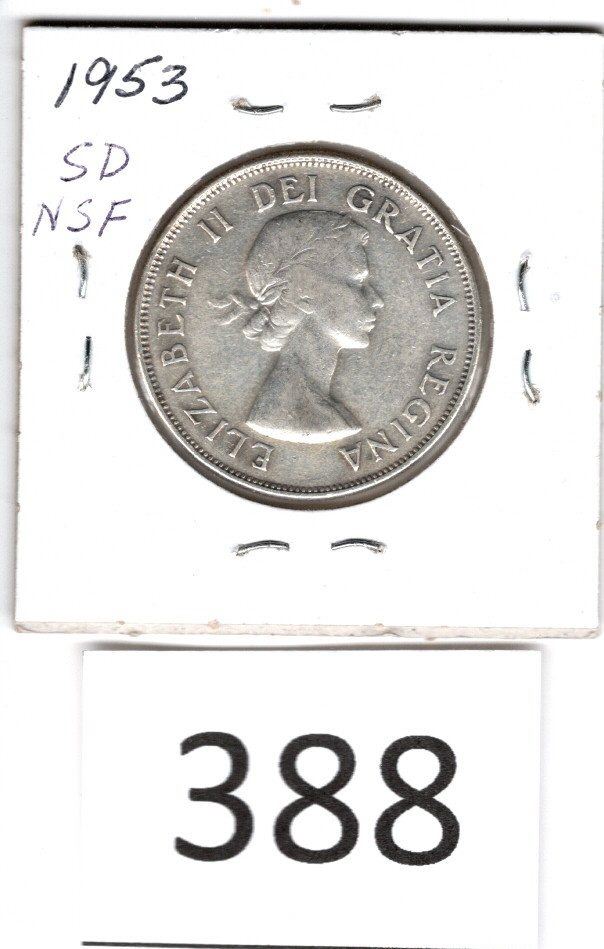 1953
SD
NSF
ELIZABETH II DEI GRATIA REGINA
388